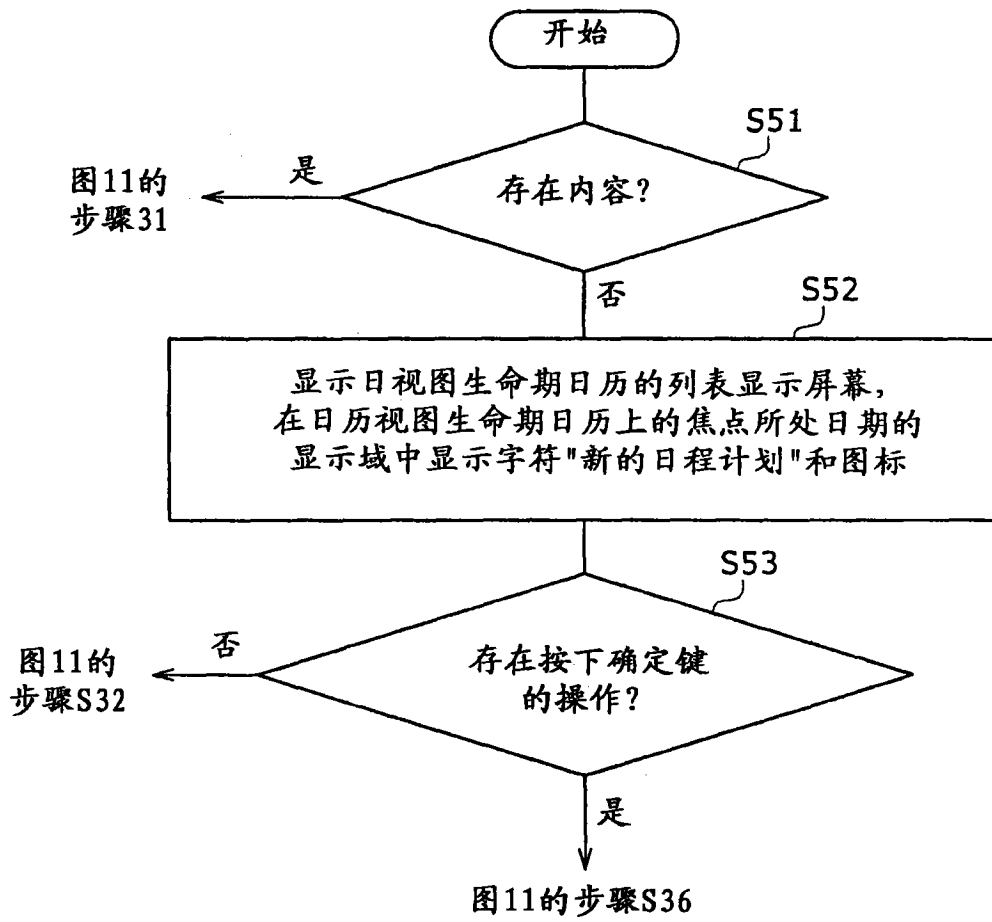 开始
S51
存在内容?
是
图11的
步骤31
否
S52
显示日视图生命期日历的列表显示屏幕,
在日历视图生命期日历上的焦点所处日期的
显示域中显示字符"新的日程计划"和图标
S53
存在按下确定键
的操作?
否
图11的
步骤S32
是
图11的步骤S36